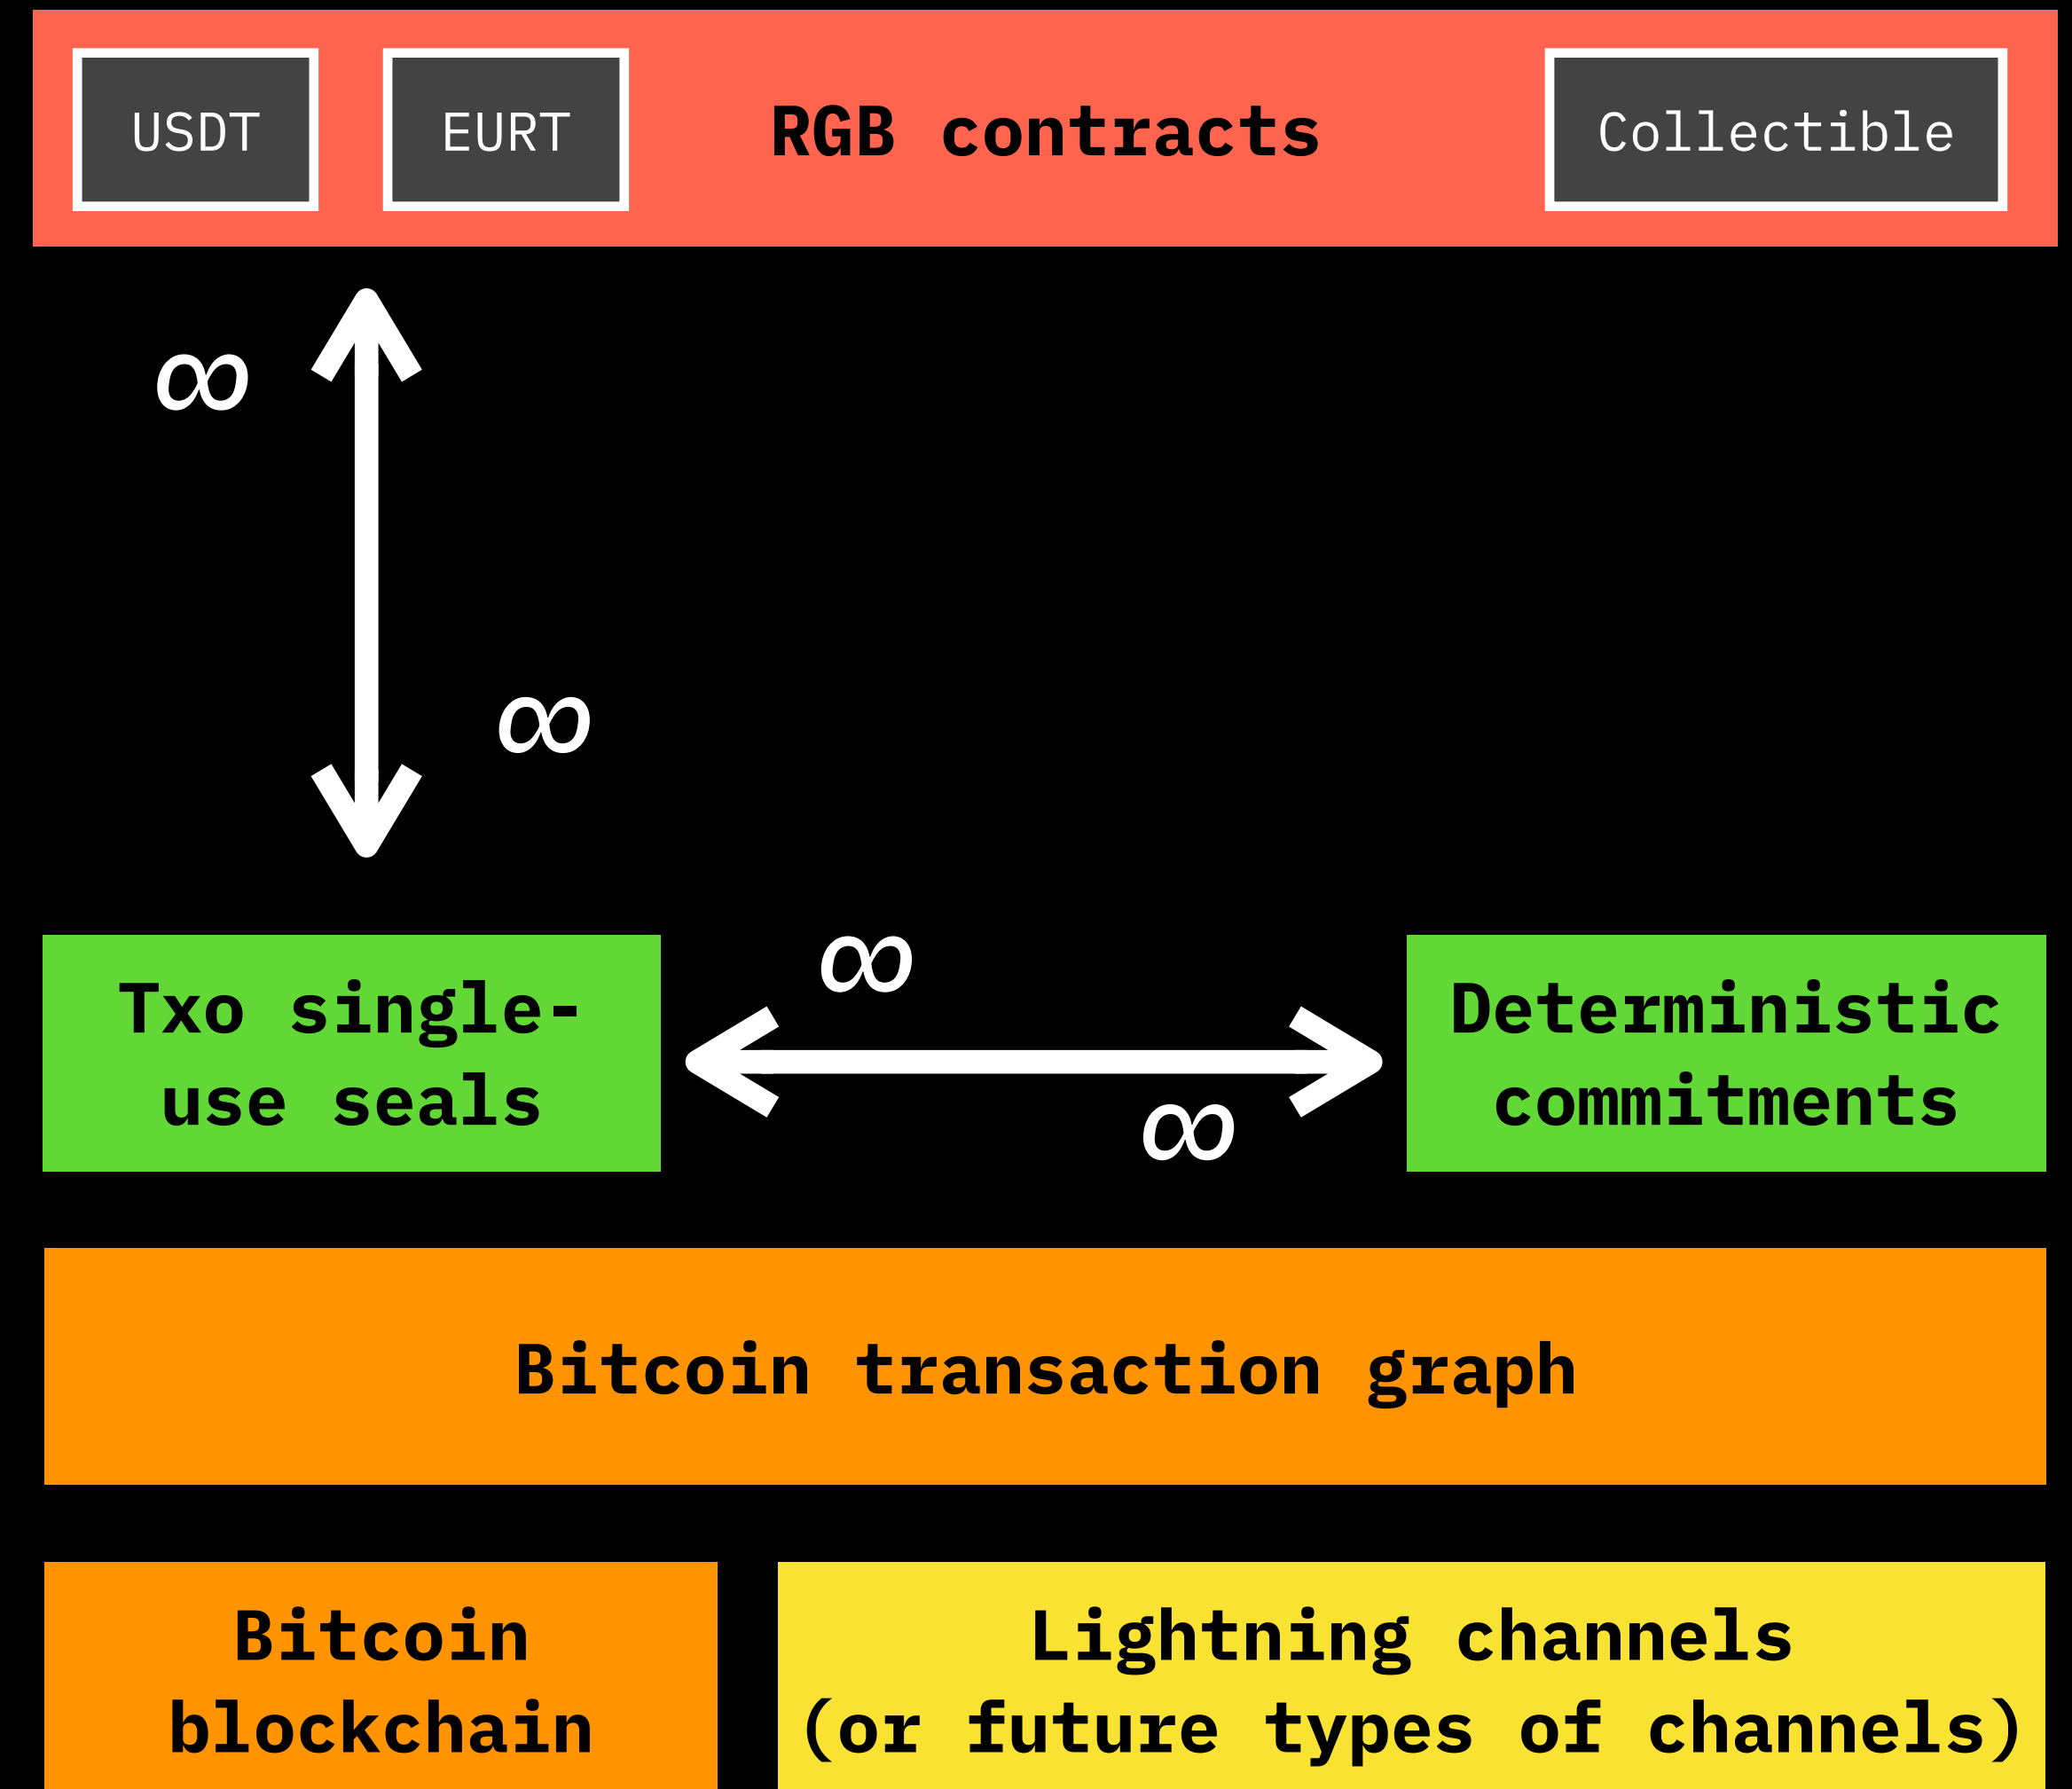 USDT
EURT
RGB contracts
Collectible
∞
∞
∞
Txo single-
use seals
Deterministic
commitments
∞
Bitcoin transaction graph
Bitcoin
blockchain
Lightning channels
(or future types of channels)